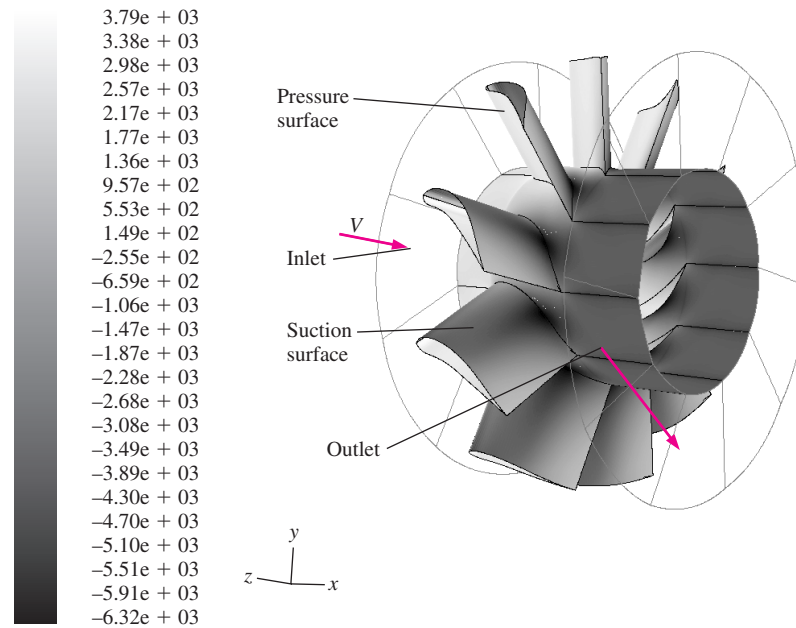 3.79e + 03
3.38e + 03
2.98e + 03
2.57e + 03
2.17e + 03
1.77e + 03
1.36e + 03
9.57e + 02
5.53e + 02
1.49e + 02
–2.55e + 02
–6.59e + 02
–1.06e + 03
–1.47e + 03
–1.87e + 03
–2.28e + 03
–2.68e + 03
–3.08e + 03
–3.49e + 03
–3.89e + 03
–4.30e + 03
–4.70e + 03
–5.10e + 03
–5.51e + 03
–5.91e + 03
–6.32e + 03
Pressure
surface
V
Inlet
Suction
surface
Outlet
y
z
x